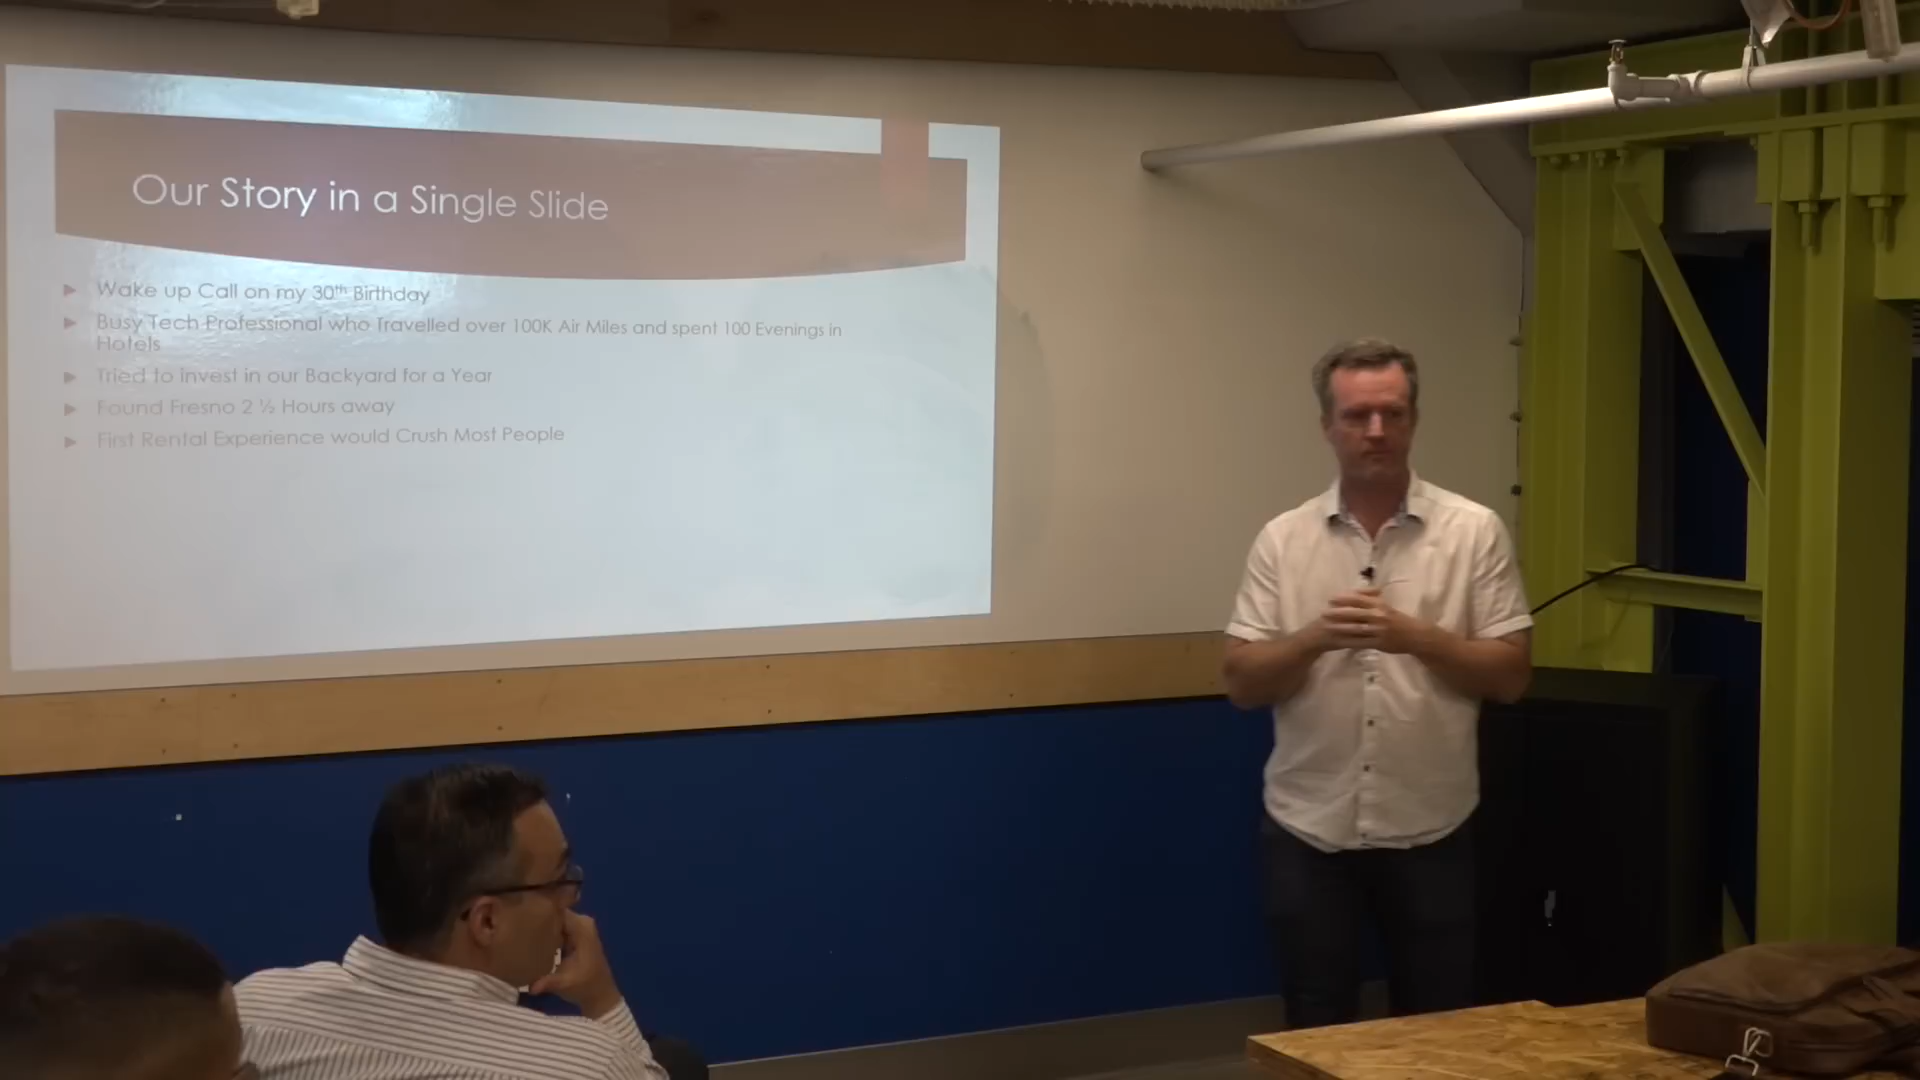 Our Story in a Single Slide
Wake up Call on my 30th Birthday
Busy Tech Professional who Travelled over 100K Air Miles and spent 100 Evenings in
Hotels
Tried to invest in our Backyard for a Year
Found Fresno 2 ½ Hours away
First Rental Experience would Crush Most People